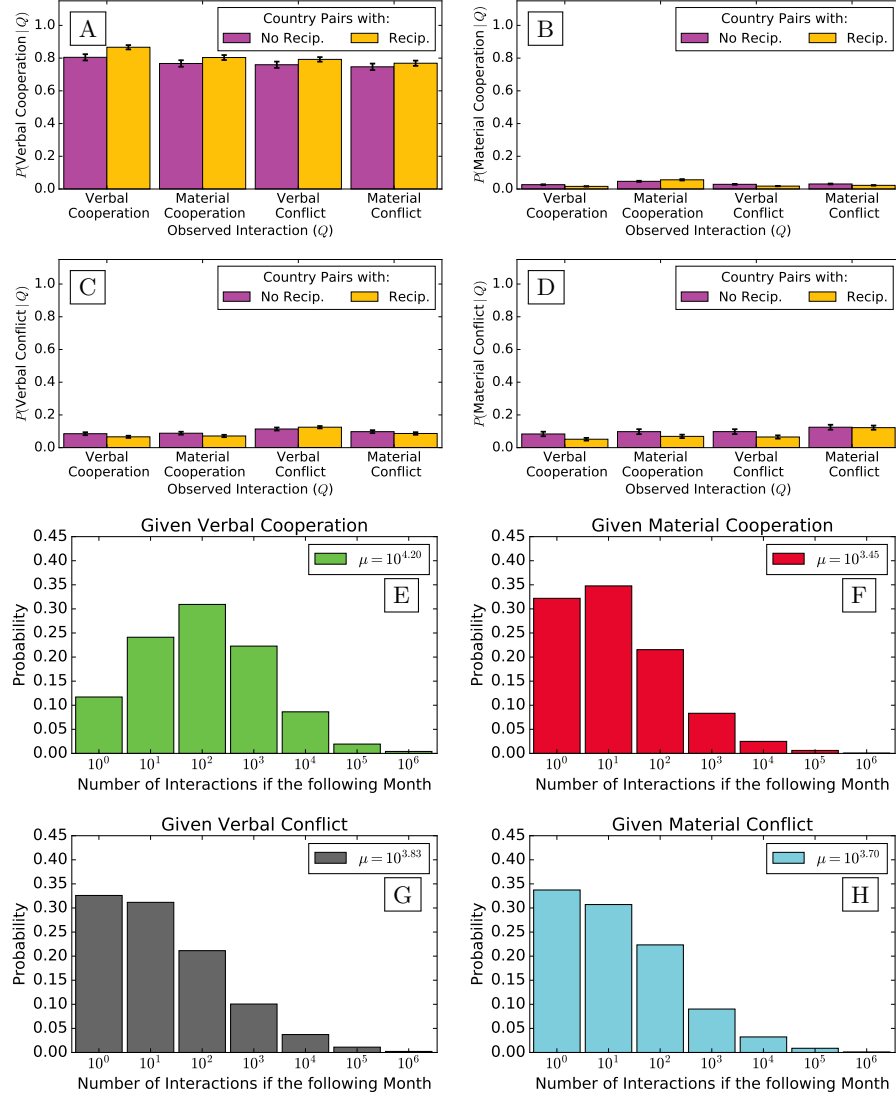 A
Country Pairs with:
No Recip.
Recip.
P(Verbal Cooperation | Q)
1.0
0.8
0.6
0.4
0.2
0.0
Verbal Cooperation
Material Cooperation
Verbal Conflict
Material Conflict
Observed Interaction (Q)
B
Country Pairs with:
No Recip.
Recip.
P(Material Cooperation | Q)
1.0
0.8
0.6
0.4
0.2
0.0
Verbal Cooperation
Material Cooperation
Verbal Conflict
Material Conflict
Observed Interaction (Q)
C
Country Pairs with:
No Recip.
Recip.
P(Verbal Conflict | Q)
1.0
0.8
0.6
0.4
0.2
0.0
Verbal Cooperation
Material Cooperation
Verbal Conflict
Material Conflict
Observed Interaction (Q)
D
Country Pairs with:
No Recip.
Recip.
P(Material Conflict | Q)
1.0
0.8
0.6
0.4
0.2
0.0
Verbal Cooperation
Material Cooperation
Verbal Conflict
Material Conflict
Observed Interaction (Q)
Given Verbal Cooperation
μ = 10^4.20
E
Probability
0.45
0.40
0.35
0.30
0.25
0.20
0.15
0.10
0.05
0.00
10^0 10^1 10^2 10^3 10^4 10^5 10^6
Number of Interactions if the following Month
Given Material Cooperation
μ = 10^3.45
F
Probability
0.45
0.40
0.35
0.30
0.25
0.20
0.15
0.10
0.05
0.00
10^0 10^1 10^2 10^3 10^4 10^5 10^6
Number of Interactions if the following Month
Given Verbal Conflict
μ = 10^3.83
G
Probability
0.45
0.40
0.35
0.30
0.25
0.20
0.15
0.10
0.05
0.00
10^0 10^1 10^2 10^3 10^4 10^5 10^6
Number of Interactions if the following Month
Given Material Conflict
μ = 10^3.70
H
Probability
0.45
0.40
0.35
0.30
0.25
0.20
0.15
0.10
0.05
0.00
10^0 10^1 10^2 10^3 10^4 10^5 10^6
Number of Interactions if the following Month